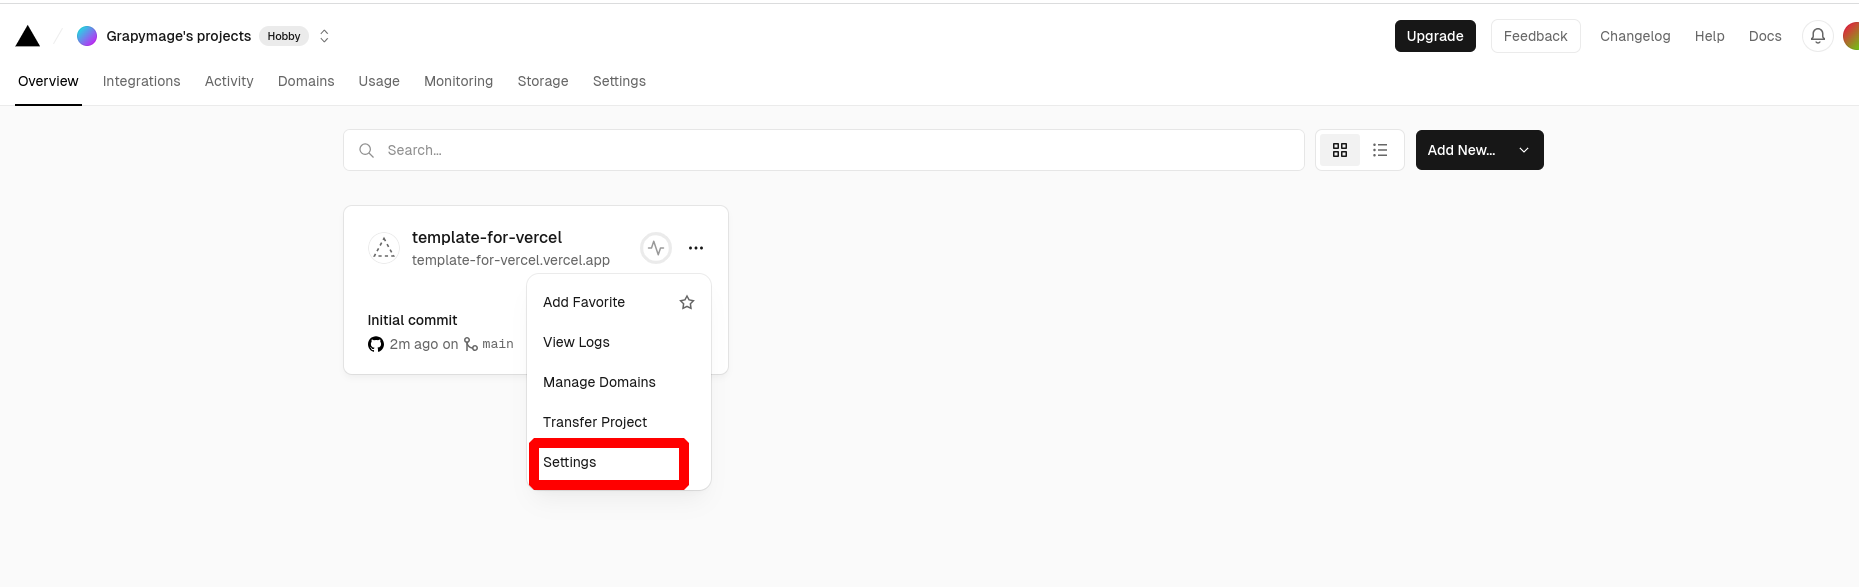 Grapymage's projects Hobby
Upgrade Feedback Changelog Help Docs
Overview Integrations Activity Domains Usage Monitoring Storage Settings
Search...
Add New...
template-for-vercel
template-for-vercel.vercel.app
Initial commit
2m ago on main
Add Favorite
View Logs
Manage Domains
Transfer Project
Settings